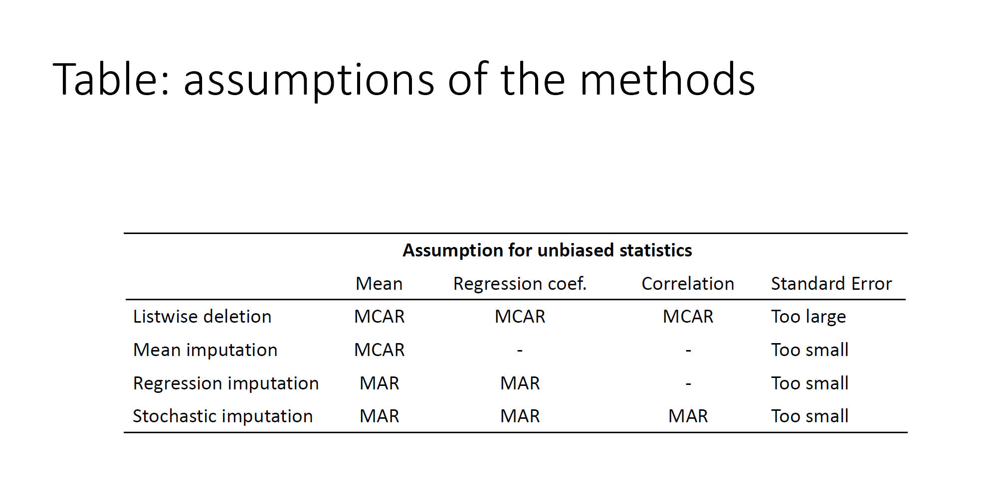 Table: assumptions of the methods
Assumption for unbiased statistics
Mean Regression coef. Correlation Standard Error
Listwise deletion MCAR MCAR MCAR Too large
Mean imputation MCAR - - Too small
Regression imputation MAR MAR - Too small
Stochastic imputation MAR MAR MAR Too small